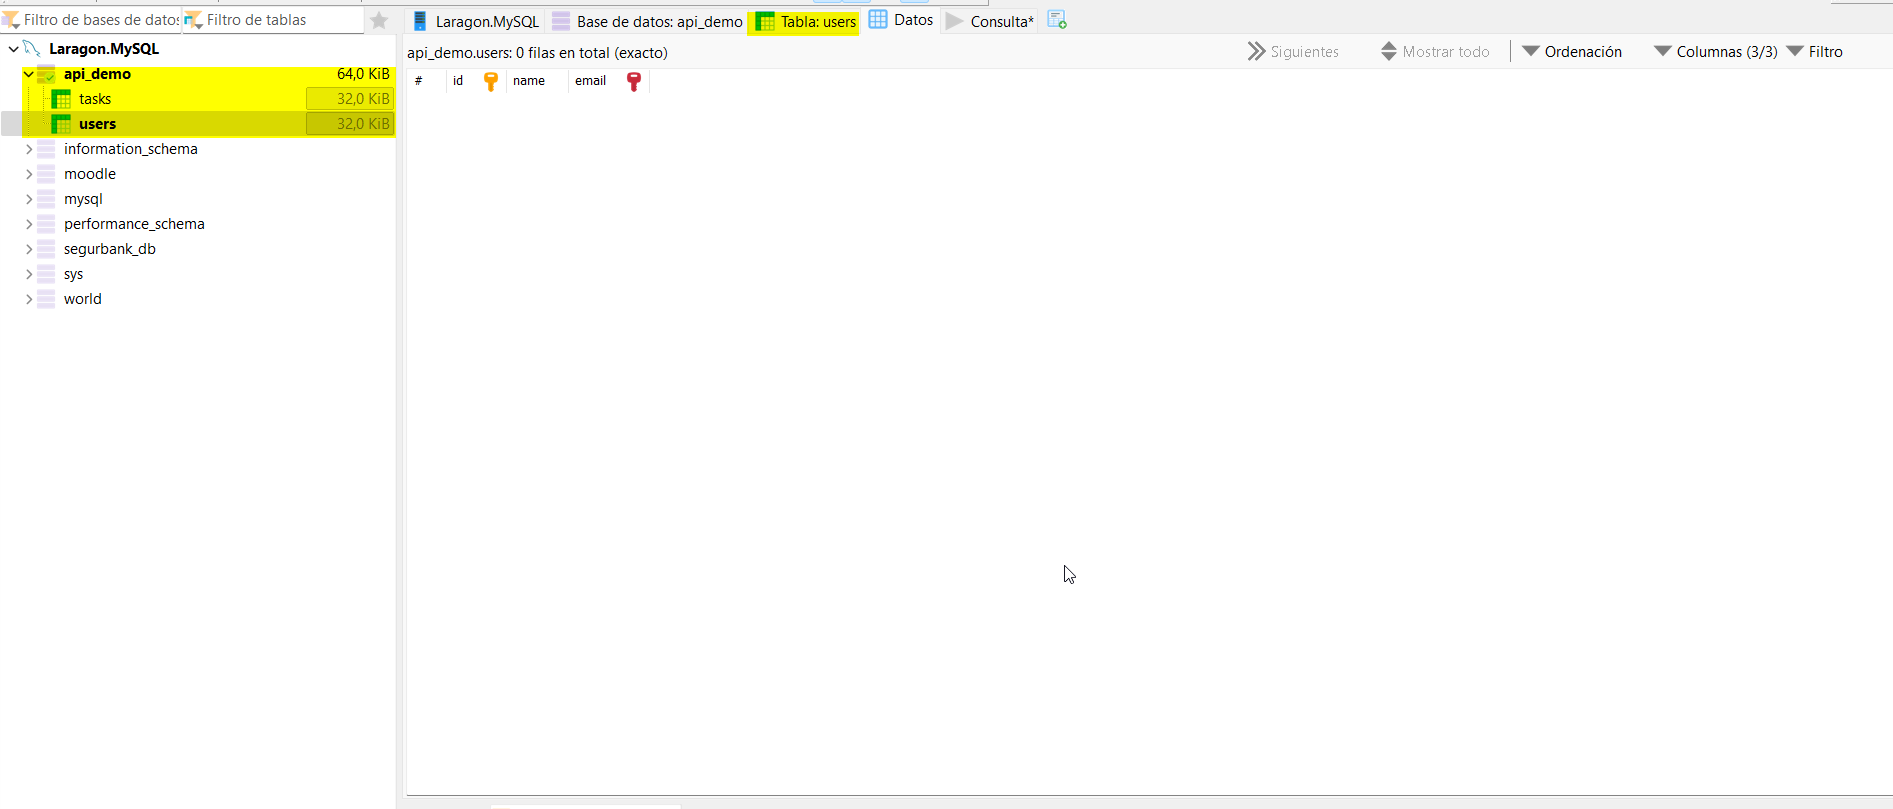 Filtro de bases de datos Filtro de tablas
Laragon.MySQL
api_demo 64,0 KiB
tasks 32,0 KiB
users 32,0 KiB
information_schema
moodle
mysql
performance_schema
segurbank_db
sys
world
Laragon.MySQL Base de datos: api_demo Tabla: users Datos Consulta*
api_demo.users: 0 filas en total (exacto) Siguientes Mostrar todo Ordenación Columnas (3/3) Filtro
# id name email